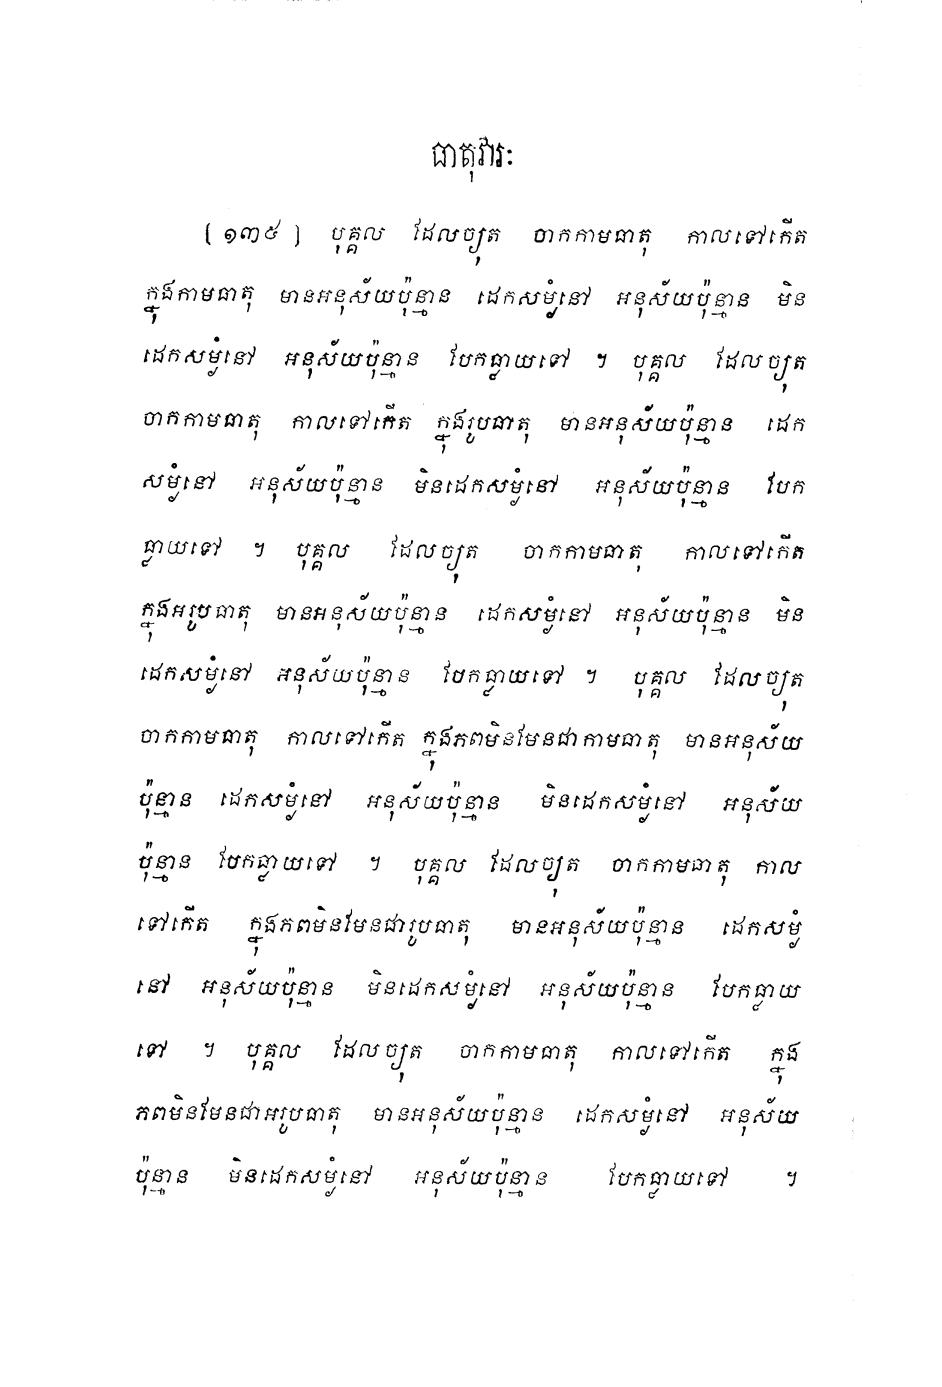 ធាតុវារៈ
[ ១៣៥ ] បុគ្គល ដែលច្យុត ចាកកាមធាតុ កាលទៅកើត
ក្នុងកាមធាតុ មានអនុស័យប៉ុន្មាន ដេកសម្ងំនៅ អនុស័យប៉ុន្មាន មិន
ដេកសម្ងំនៅ អនុស័យប៉ុន្មាន បែកធ្លាយទៅ ។ បុគ្គល ដែលច្យុត
ចាកកាមធាតុ កាលទៅកើត ក្នុងរូបធាតុ មានអនុស័យប៉ុន្មាន ដេក
សម្ងំនៅ អនុស័យប៉ុន្មាន មិនដេកសម្ងំនៅ អនុស័យប៉ុន្មាន បែក
ធ្លាយទៅ ។ បុគ្គល ដែលច្យុត ចាកកាមធាតុ កាលទៅកើត
ក្នុងអរូបធាតុ មានអនុស័យប៉ុន្មាន ដេកសម្ងំនៅ អនុស័យប៉ុន្មាន មិន
ដេកសម្ងំនៅ អនុស័យប៉ុន្មាន បែកធ្លាយទៅ ។ បុគ្គល ដែលច្យុត
ចាកកាមធាតុ កាលទៅកើត ក្នុងភពមិនមែនជាកាមធាតុ មានអនុស័យ
ប៉ុន្មាន ដេកសម្ងំនៅ អនុស័យប៉ុន្មាន មិនដេកសម្ងំនៅ អនុស័យ
ប៉ុន្មាន បែកធ្លាយទៅ ។ បុគ្គល ដែលច្យុត ចាកកាមធាតុ កាល
ទៅកើត ក្នុងភពមិនមែនជារូបធាតុ មានអនុស័យប៉ុន្មាន ដេកសម្ងំ
នៅ អនុស័យប៉ុន្មាន មិនដេកសម្ងំនៅ អនុស័យប៉ុន្មាន បែកធ្លាយ
ទៅ ។ បុគ្គល ដែលច្យុត ចាកកាមធាតុ កាលទៅកើត ក្នុង
ភពមិនមែនជាអរូបធាតុ មានអនុស័យប៉ុន្មាន ដេកសម្ងំនៅ អនុស័យ
ប៉ុន្មាន មិនដេកសម្ងំនៅ អនុស័យប៉ុន្មាន បែកធ្លាយទៅ ។